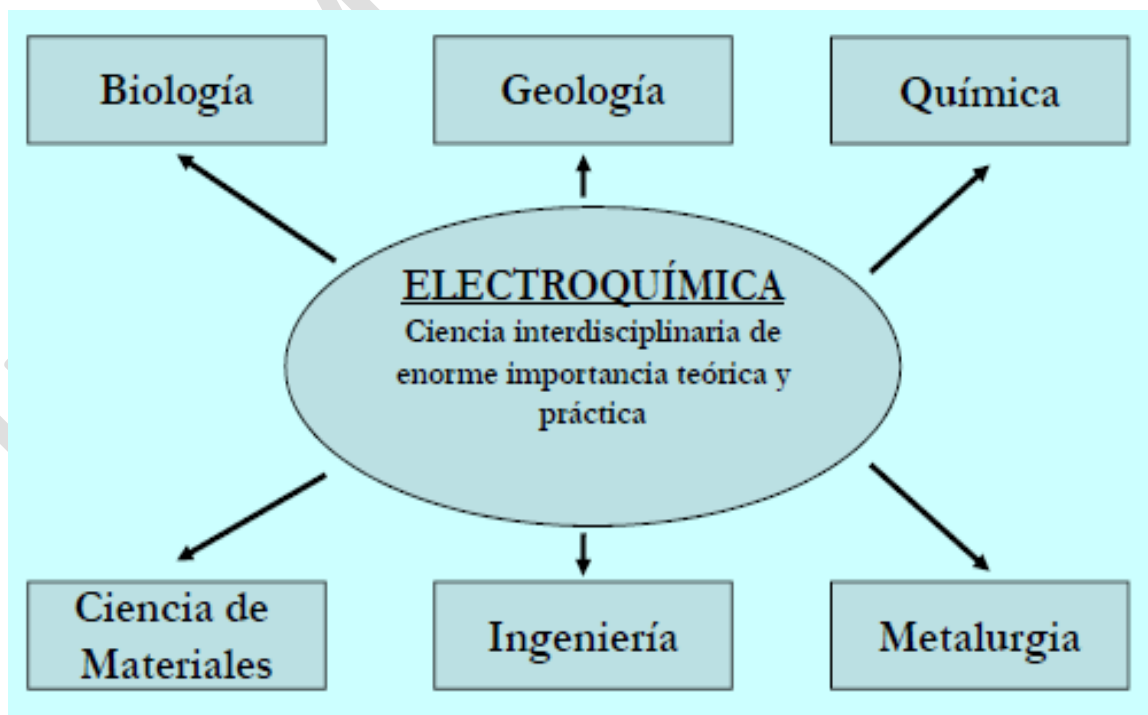 Biología
Geología
Química
ELECTROQUÍMICA
Ciencia interdisciplinaria de
enorme importancia teórica y
práctica
Ciencia de
Materiales
Ingeniería
Metalurgia